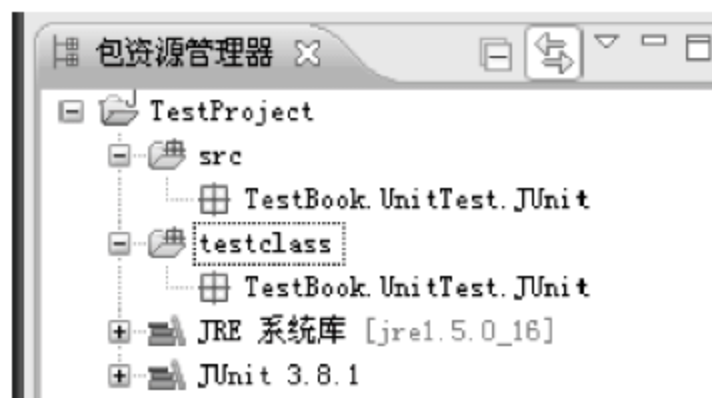 包资源管理器
TestProject
src
TestBook.UnitTest.JUnit
testclass
TestBook.UnitTest.JUnit
JRE 系统库 [jre1.5.0_16]
JUnit 3.8.1